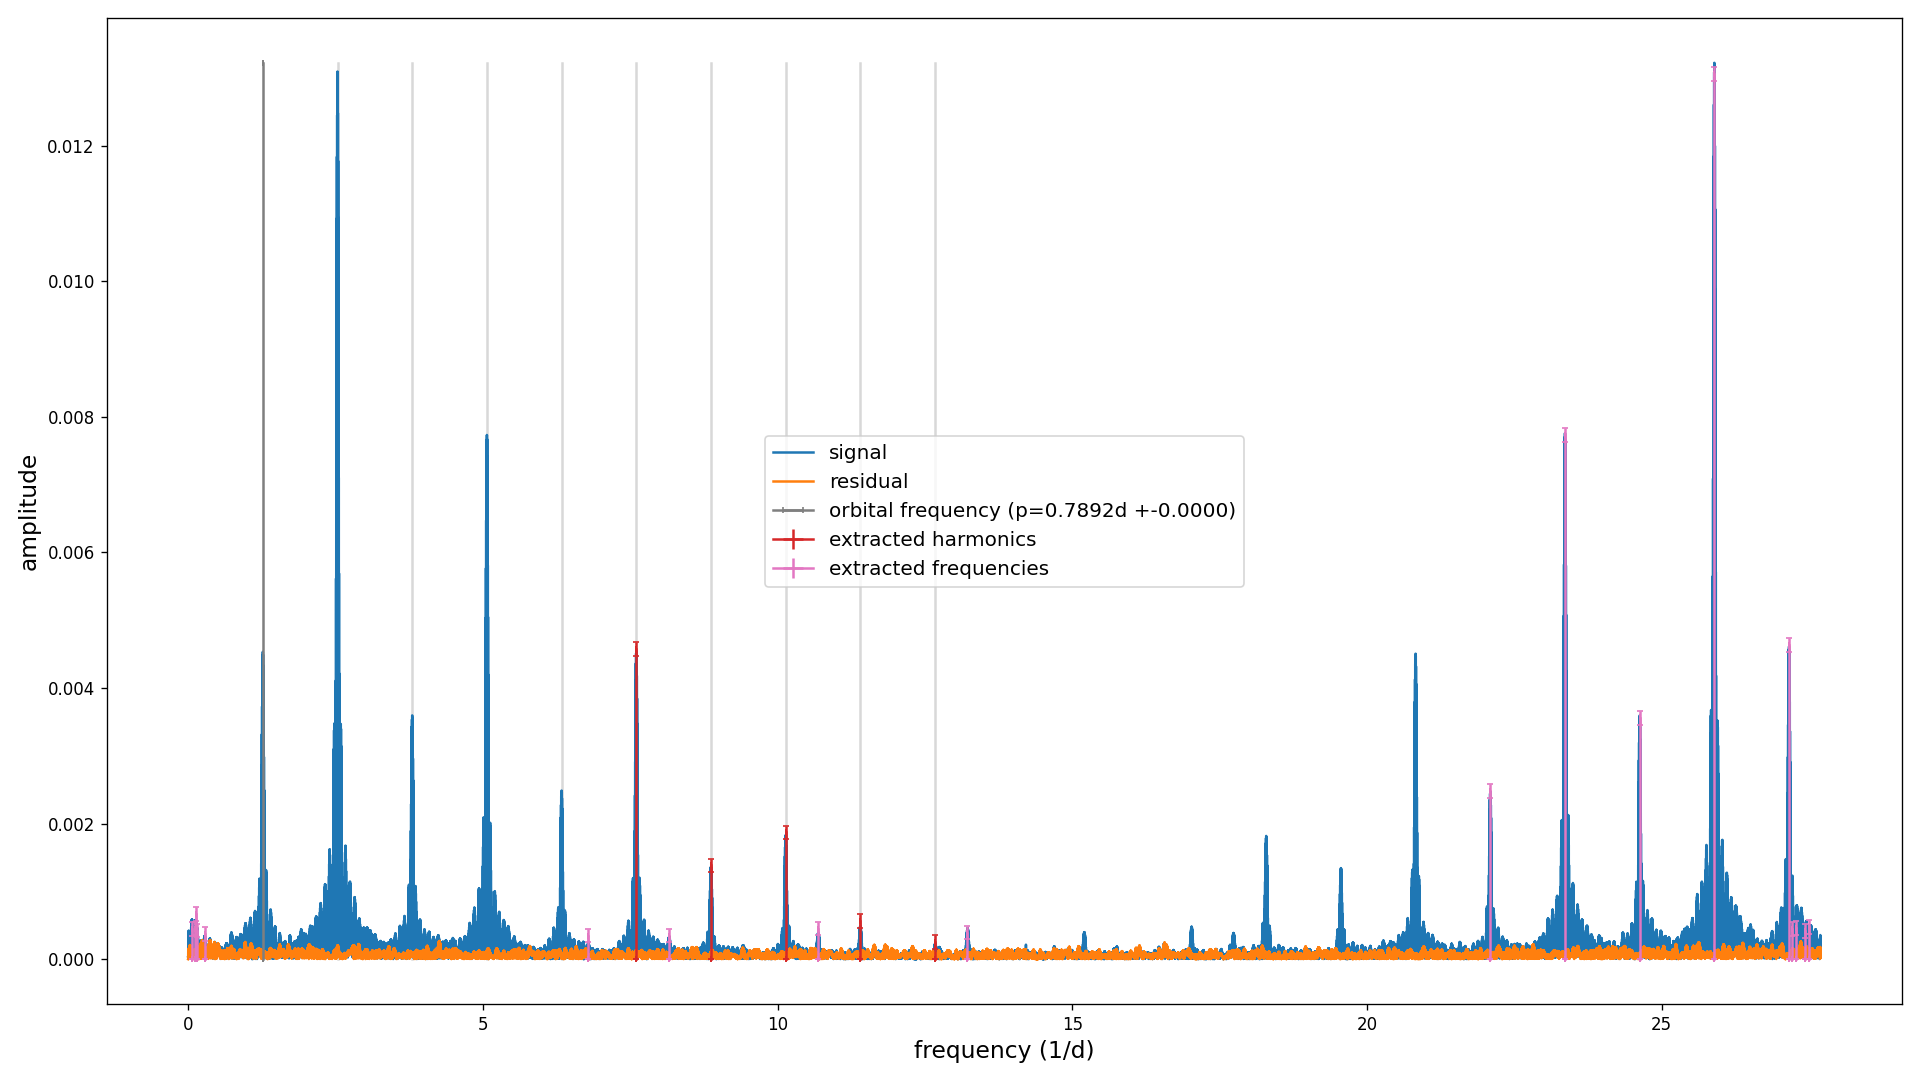 0.012
0.010
0.008
0.006
0.004
0.002
0.000
amplitude
signal
residual
orbital frequency (p=0.7892d +-0.0000)
extracted harmonics
extracted frequencies
0 5 10 15 20 25
frequency (1/d)